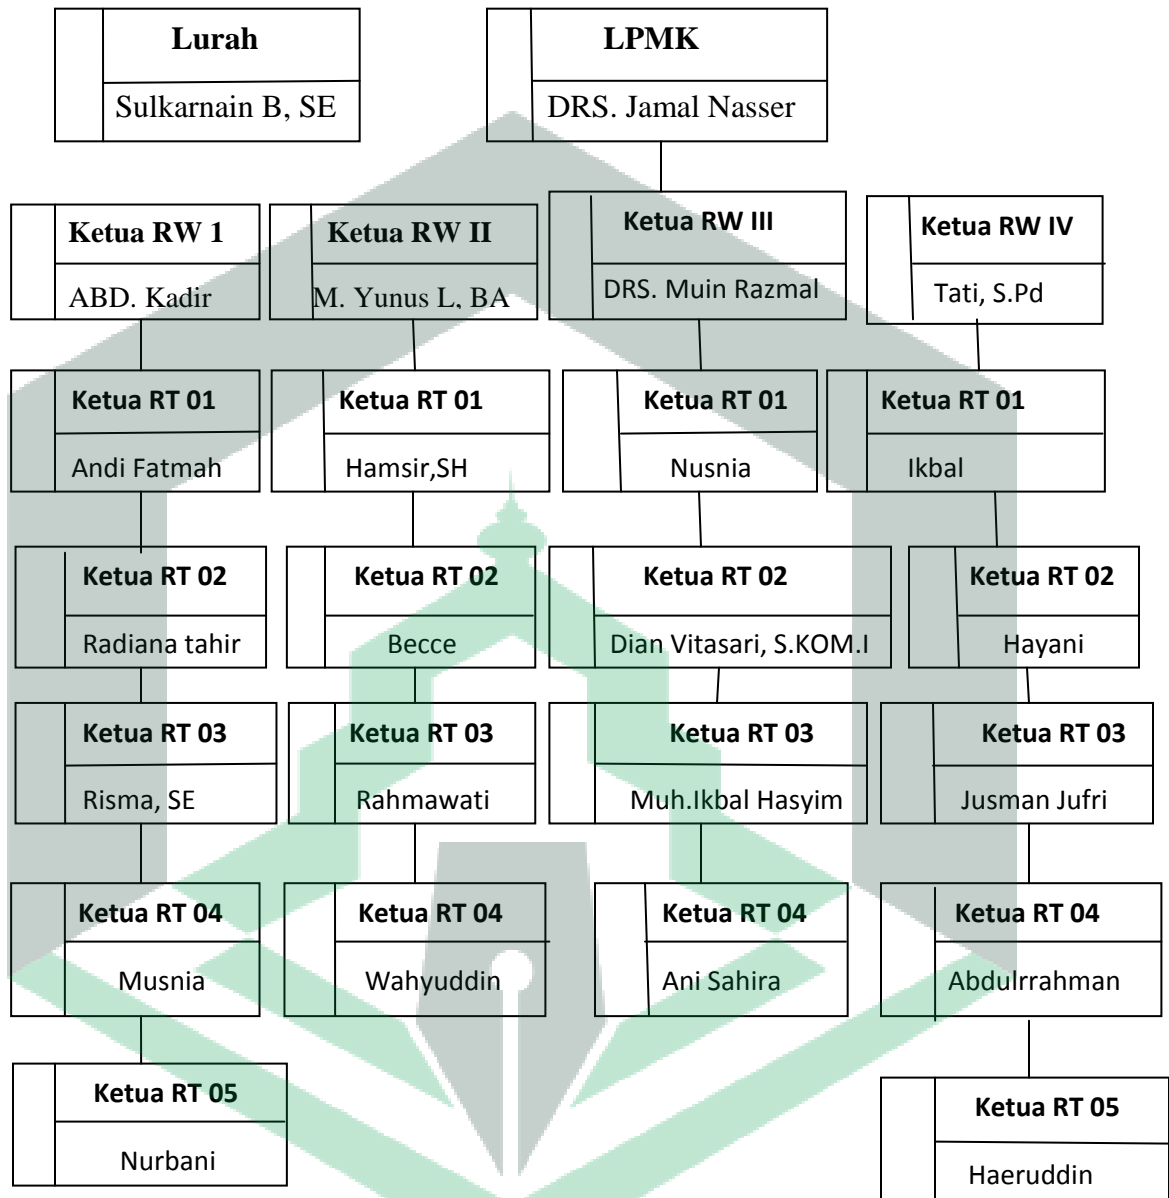 Lurah
Sulkarnain B, SE
LPMK
DRS. Jamal Nasser
Ketua RW 1
ABD. Kadir
Ketua RW II
M. Yunus L, BA
Ketua RW III
DRS. Muin Razmal
Ketua RW IV
Tati, S.Pd
Ketua RT 01
Andi Fatmah
Ketua RT 01
Hamsir,SH
Ketua RT 01
Nusnia
Ketua RT 01
Ikbal
Ketua RT 02
Radiana tahir
Ketua RT 02
Becce
Ketua RT 02
Dian Vitasari, S.KOM.I
Ketua RT 02
Hayani
Ketua RT 03
Risma, SE
Ketua RT 03
Rahmawati
Ketua RT 03
Muh.Ikbal Hasyim
Ketua RT 03
Jusman Jufri
Ketua RT 04
Musnia
Ketua RT 04
Wahyuddin
Ketua RT 04
Ani Sahira
Ketua RT 04
Abdulrrahman
Ketua RT 05
Nurbani
Ketua RT 05
Haeruddin